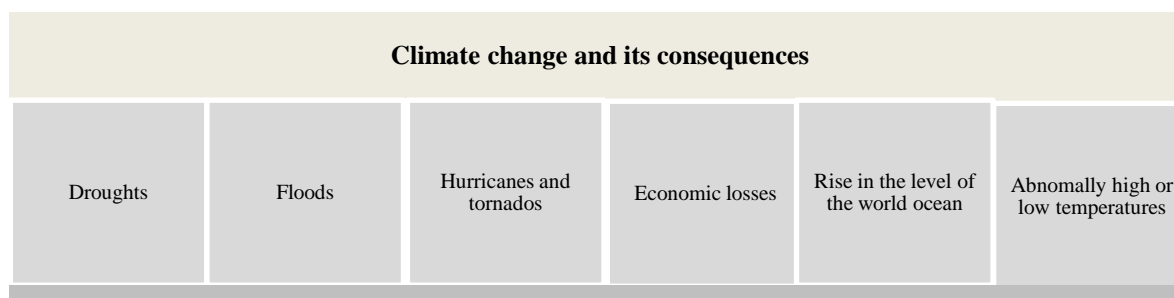 Climate change and its consequences
Droughts
Floods
Hurricanes and
tornados
Economic losses
Rise in the level of
the world ocean
Abnomally high or
low temperatures